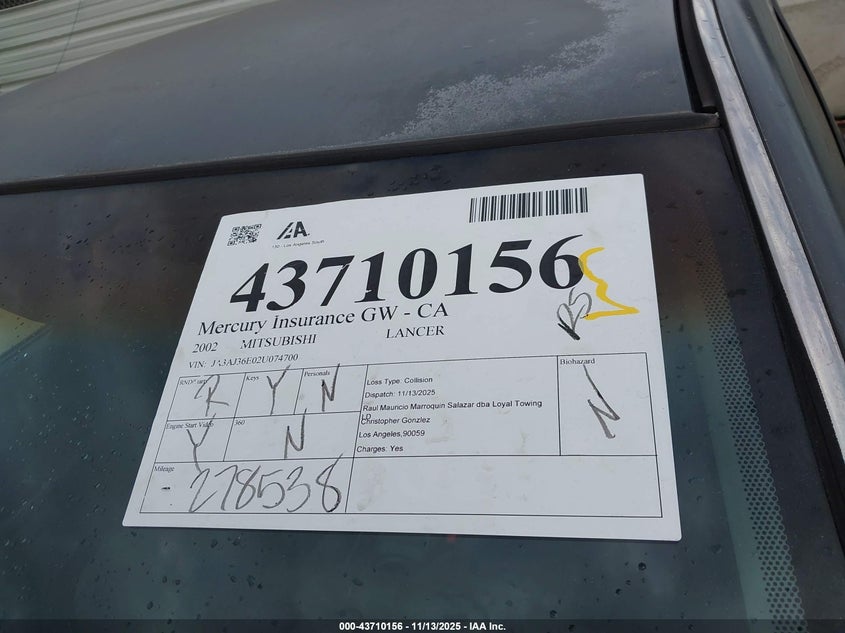 IAA
130 - Los Angeles South
43710156
Mercury Insurance GW - CA
2002 MITSUBISHI LANCER
VIN: JA3AJ36E02U074700
Keys Personals Biohazard
R Y N N
Loss Type: Collision
Dispatch: 11/13/2025
Raul Mauncio Marroquin Salazar dba Loyal Towing
LD
Christopher Gonzlez
Los Angeles,90059
Charges: Yes
Engine Start Video 360
Y N
Mileage
- 278538
000-43710156 - 11/13/2025 - IAA Inc.